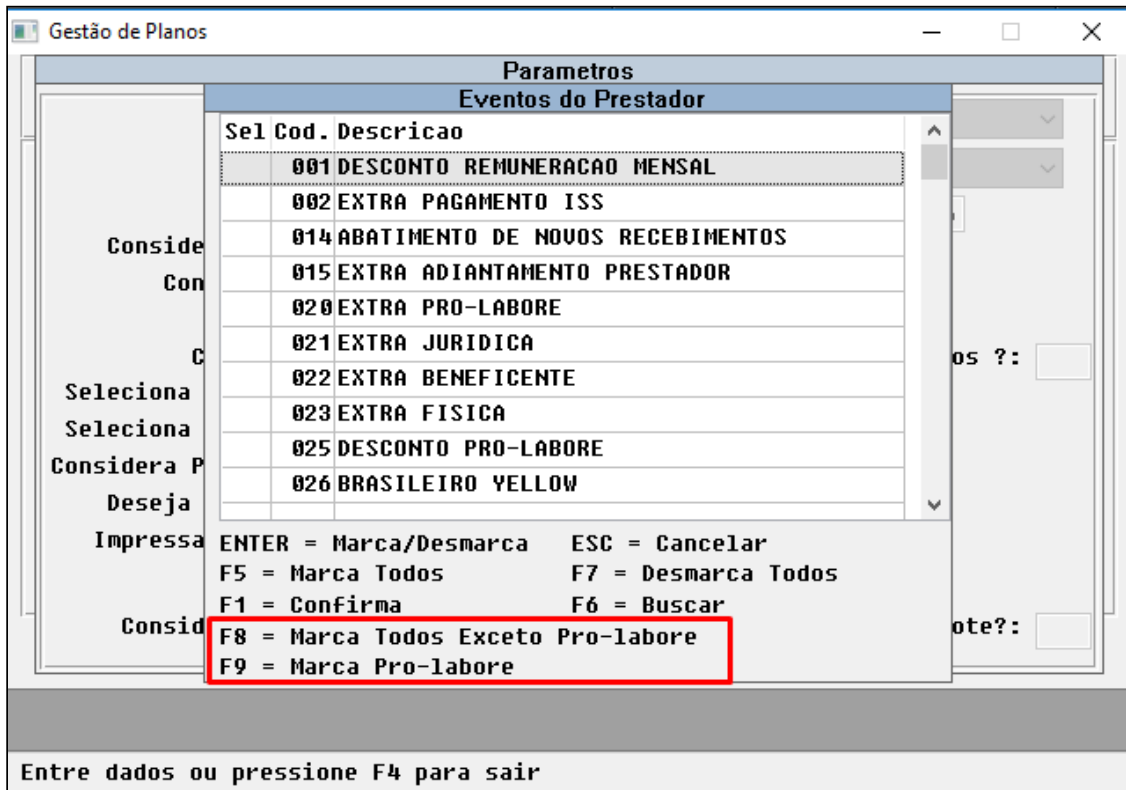 Gestão de Planos
Parametros
Eventos do Prestador
Sel Cod. Descricao
001 DESCONTO REMUNERACAO MENSAL
002 EXTRA PAGAMENTO ISS
014 ABATIMENTO DE NOVOS RECEBIMENTOS
015 EXTRA ADIANTAMENTO PRESTADOR
020 EXTRA PRO-LABORE
021 EXTRA JURIDICA
022 EXTRA BENEFICENTE
023 EXTRA FISICA
025 DESCONTO PRO-LABORE
026 BRASILEIRO YELLOW
Conside
Con
C
os ?:
Seleciona
Seleciona
Considera P
Deseja
Impressa
Consid
ote?:
ENTER = Marca/Desmarca ESC = Cancelar
F5 = Marca Todos F7 = Desmarca Todos
F1 = Confirma F6 = Buscar
F8 = Marca Todos Exceto Pro-labore
F9 = Marca Pro-labore
Entre dados ou pressione F4 para sair